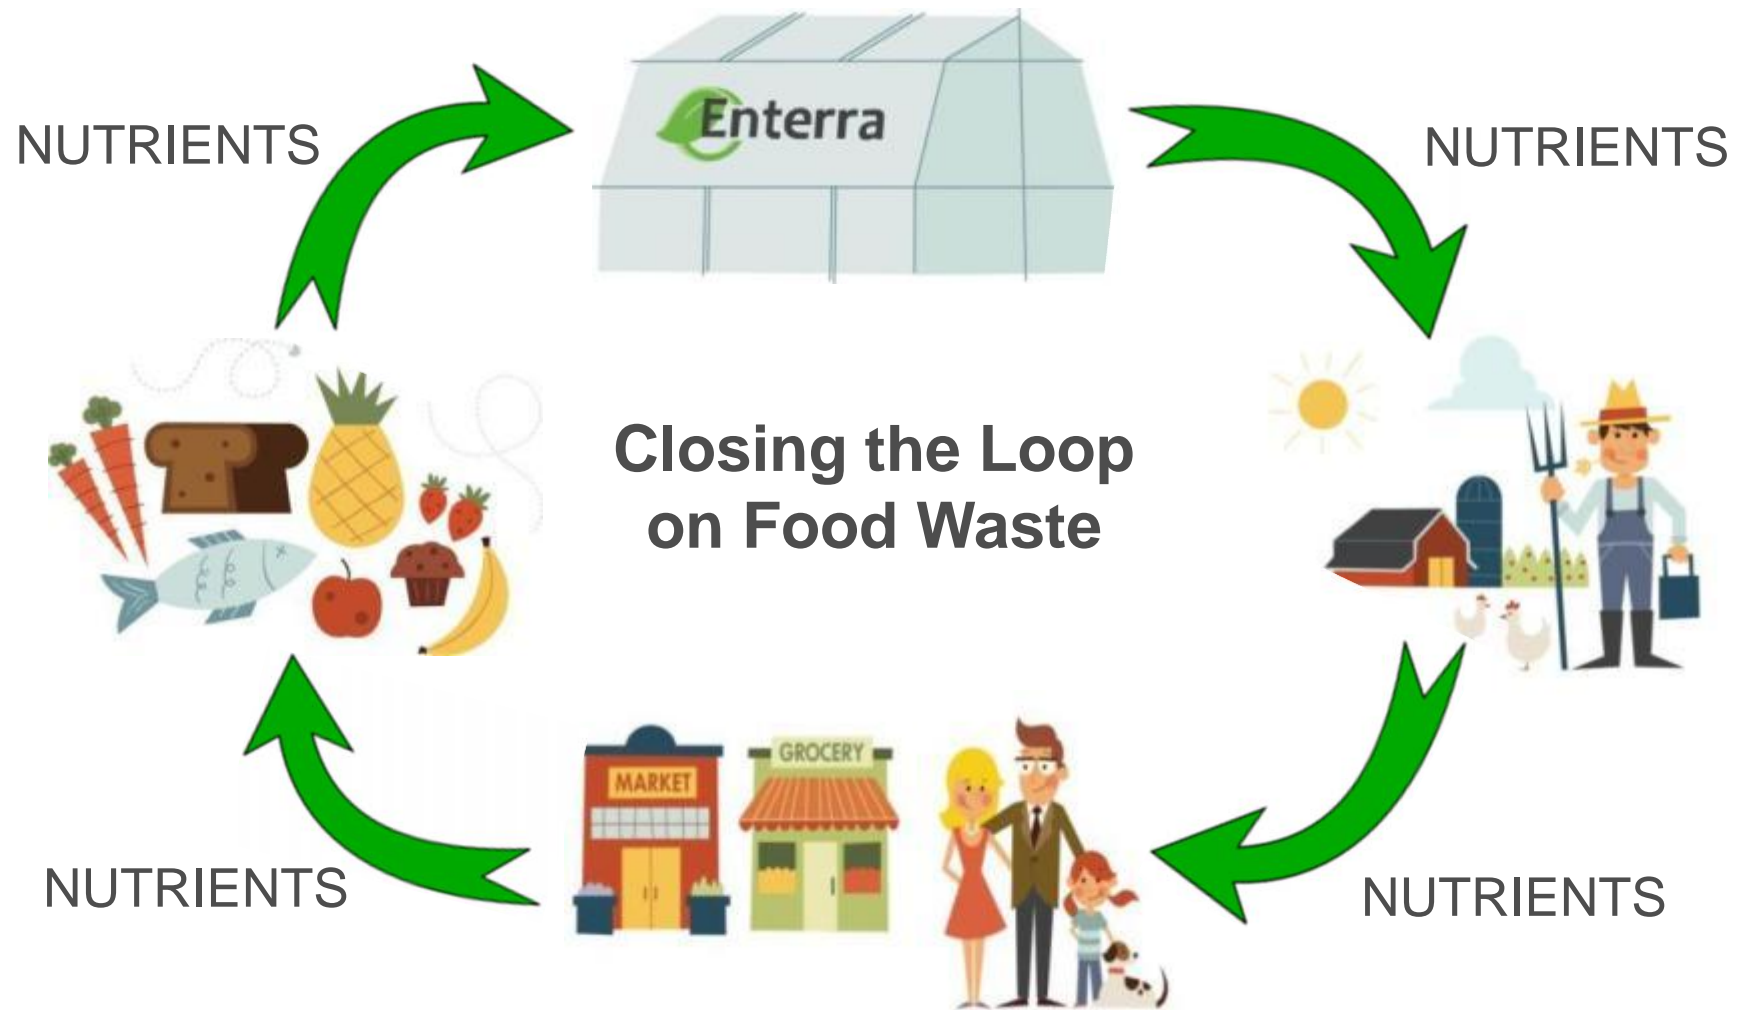 NUTRIENTS
Enterra
NUTRIENTS
Closing the Loop
on Food Waste
MARKET
GROCERY
NUTRIENTS
NUTRIENTS